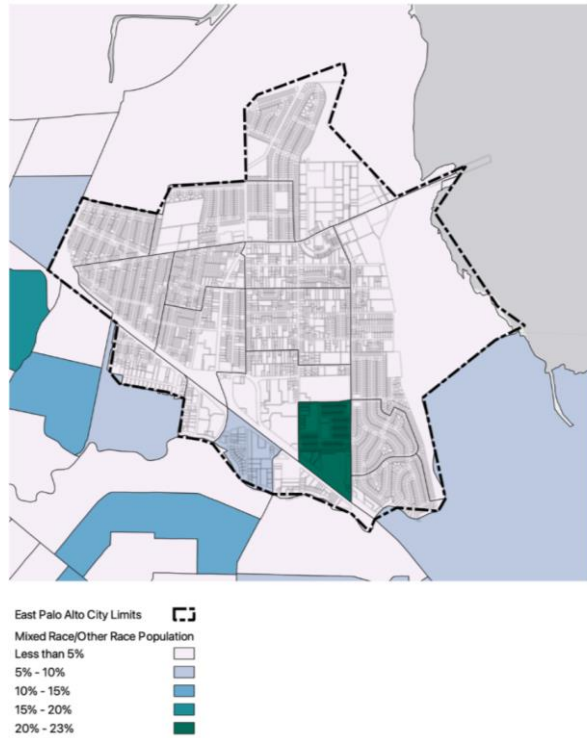 East Palo Alto City Limits
Mixed Race/Other Race Population
Less than 5%
5% - 10%
10% - 15%
15% - 20%
20% - 23%